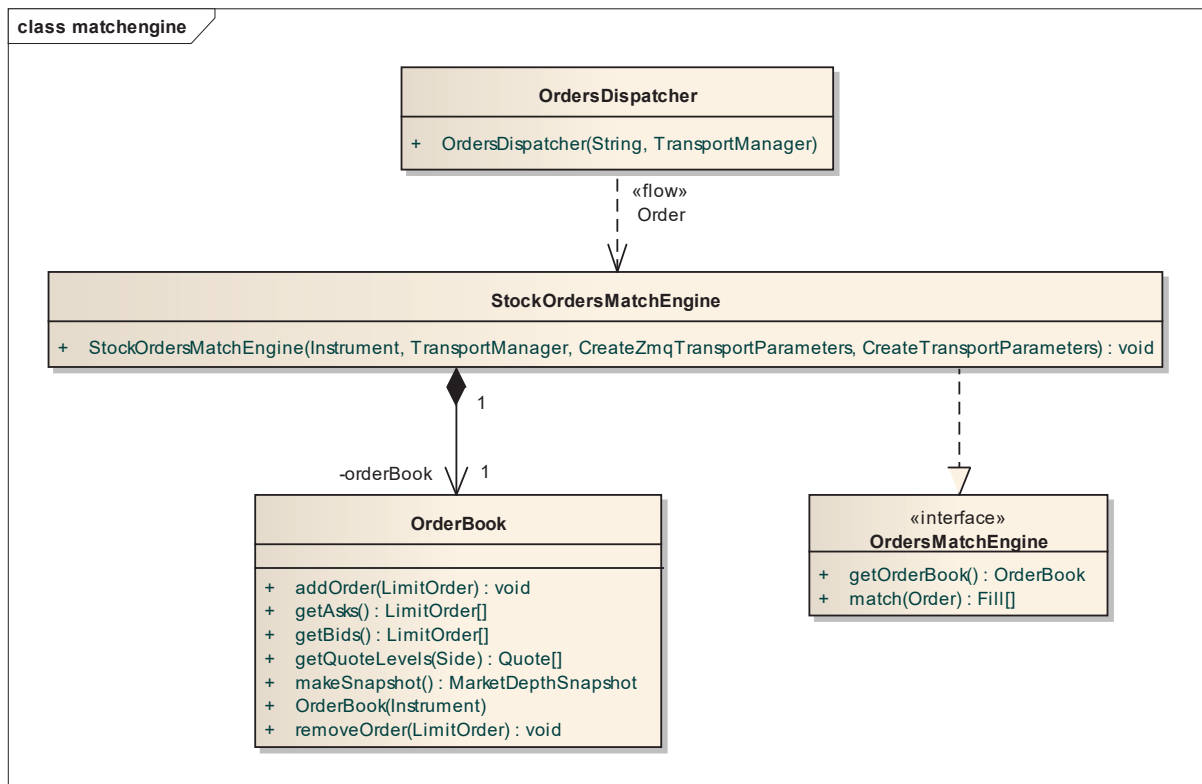 class matchengine
OrdersDispatcher
+ OrdersDispatcher(String, TransportManager)
«flow»
Order
StockOrdersMatchEngine
+ StockOrdersMatchEngine(Instrument, TransportManager, CreateZmqTransportParameters, CreateTransportParameters) : void
1
-orderBook
1
OrderBook
+ addOrder(LimitOrder) : void
+ getAsks() : LimitOrder[]
+ getBids() : LimitOrder[]
+ getQuoteLevels(Side) : Quote[]
+ makeSnapshot() : MarketDepthSnapshot
+ OrderBook(Instrument)
+ removeOrder(LimitOrder) : void
«interface»
OrdersMatchEngine
+ getOrderBook() : OrderBook
+ match(Order) : Fill[]